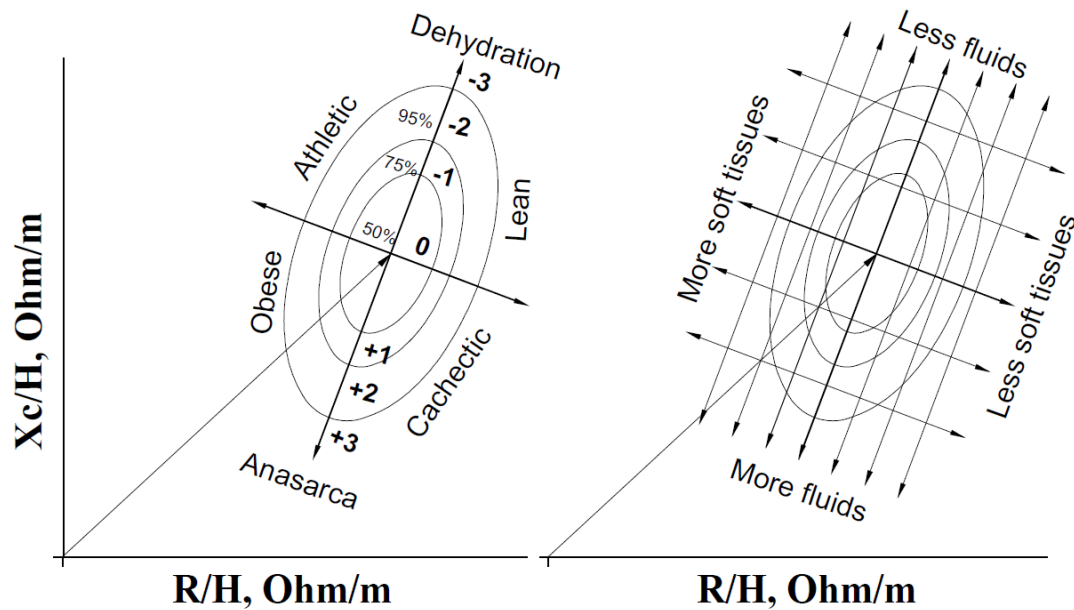 Dehydration
-3
95%
-2
Athletic
75%
-1
Lean
50%
0
Obese
+1
+2
Cachectic
+3
Anasarca
Xc/H, Ohm/m
R/H, Ohm/m
Less fluids
More soft tissues
Less soft tissues
More fluids
R/H, Ohm/m